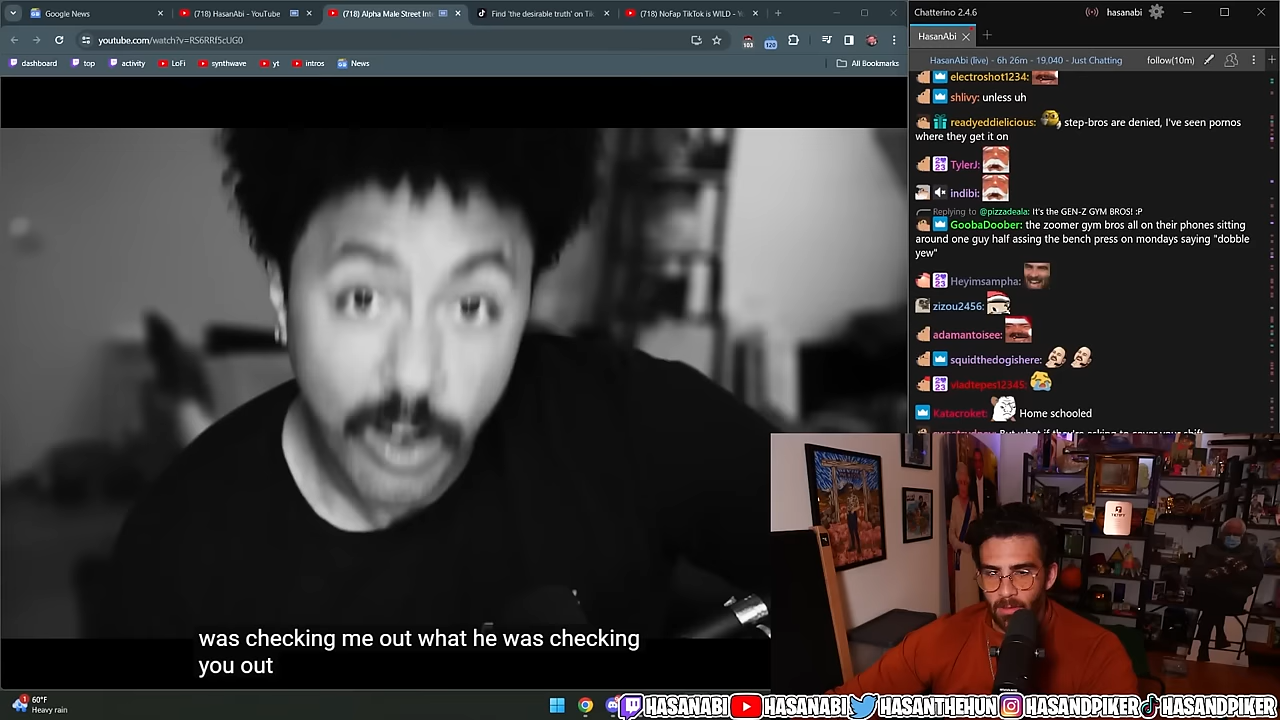 Google News
(718) HasanAbi - YouTube
(718) Alpha Male Street Int
Find 'the desirable truth' on Ti
(718) NoFap TikTok is WILD - Y
youtube.com/watch?v=RS6RRf5cUG0
103
120
dashboard
top
activity
LoFi
synthwave
yt
intros
News
All Bookmarks
was checking me out what he was checking
you out
Chatterino 2.4.6
hasanabi
HasanAbi
HasanAbi (live) - 6h 26m - 19,040 - Just Chatting
follow(10m)
electroshot1234:
shlivy: unless uh
readyeddielicious: step-bros are denied, I've seen pornos
where they get it on
TylerJ:
indibi:
Replying to @pizzadeala: It's the GEN-Z GYM BROS! :P
GoobaDoober: the zoomer gym bros all on their phones sitting
around one guy half assing the bench press on mondays saying "dobble
yew"
Heyimsampha:
zizou2456:
adamantoisee:
squidthedogishere:
vladtepes12345:
Katacroket: Home schooled
60°F
Heavy rain
HASANABI
HASANABI
HASANTHEHUN
HASANDPIKER
HASANDPIKER